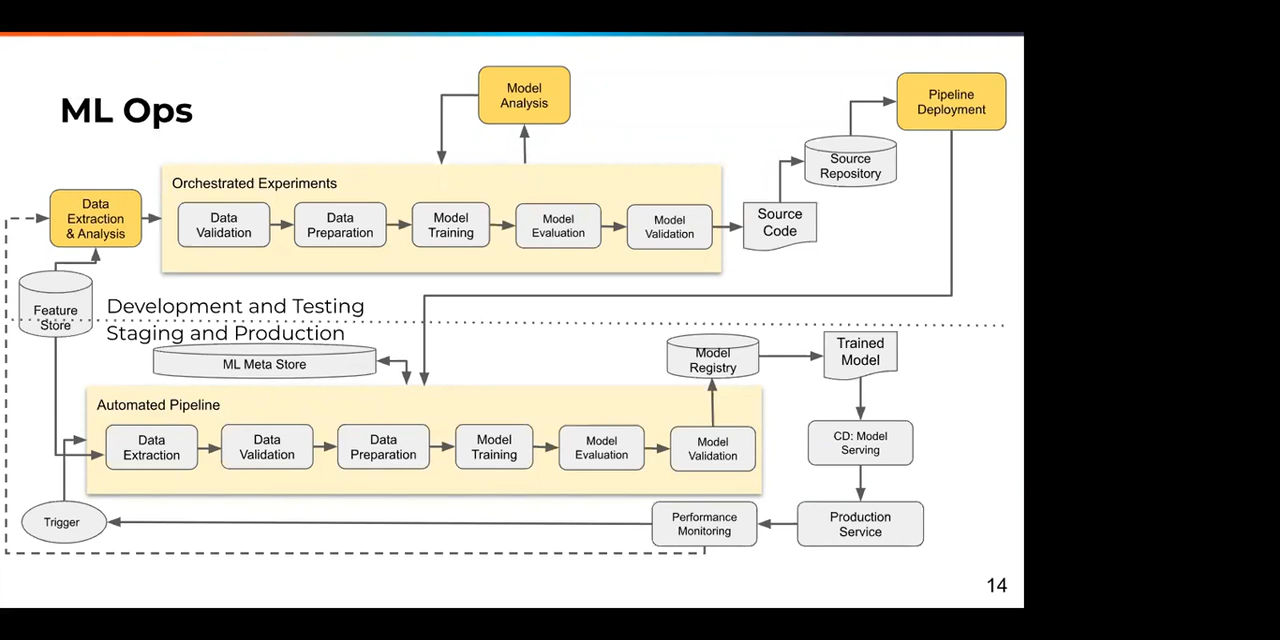 ML Ops
Model
Analysis
Pipeline
Deployment
Source
Repository
Orchestrated Experiments
Data
Extraction
& Analysis
Data
Validation
Data
Preparation
Model
Training
Model
Evaluation
Model
Validation
Source
Code
Feature
Store
Development and Testing
Staging and Production
ML Meta Store
Model
Registry
Trained
Model
Automated Pipeline
Data
Extraction
Data
Validation
Data
Preparation
Model
Training
Model
Evaluation
Model
Validation
CD: Model
Serving
Trigger
Performance
Monitoring
Production
Service
14